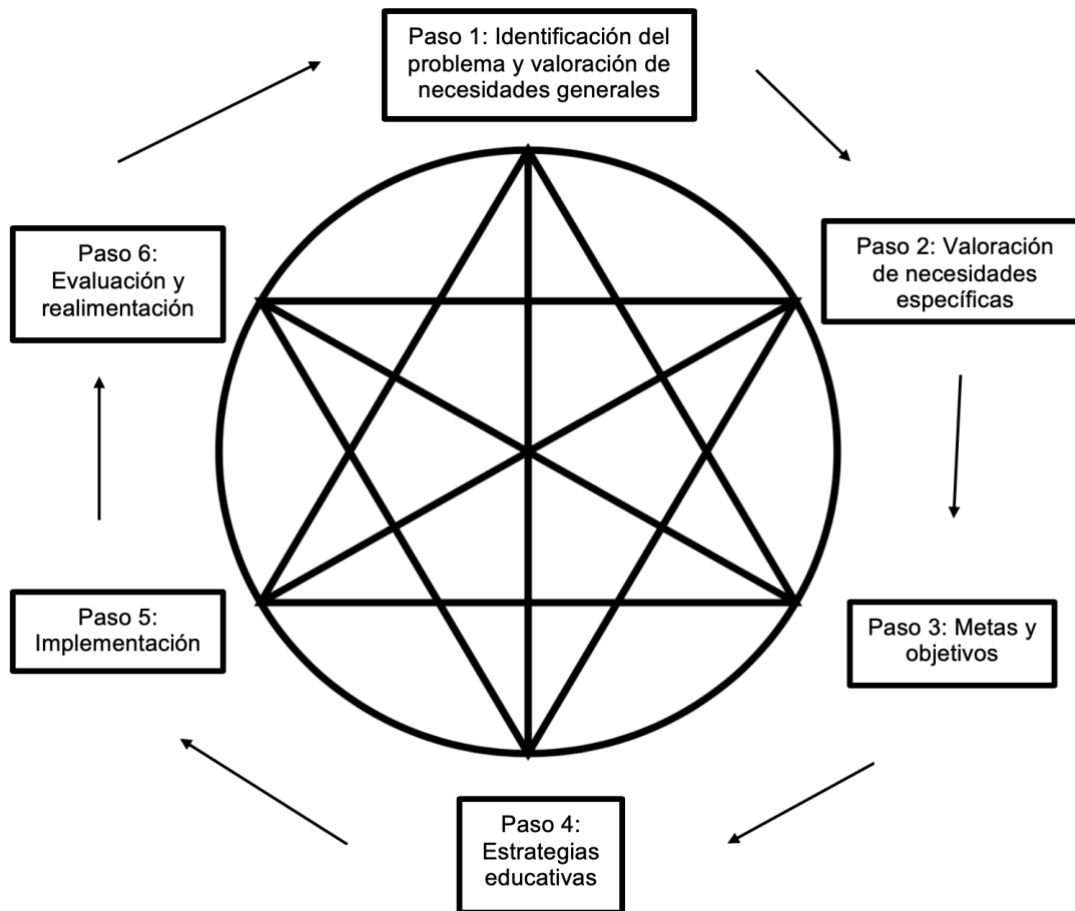 Paso 1: Identificación del
problema y valoración de
necesidades generales
Paso 2: Valoración
de necesidades
específicas
Paso 3: Metas y
objetivos
Paso 4:
Estrategias
educativas
Paso 5:
Implementación
Paso 6:
Evaluación y
realimentación